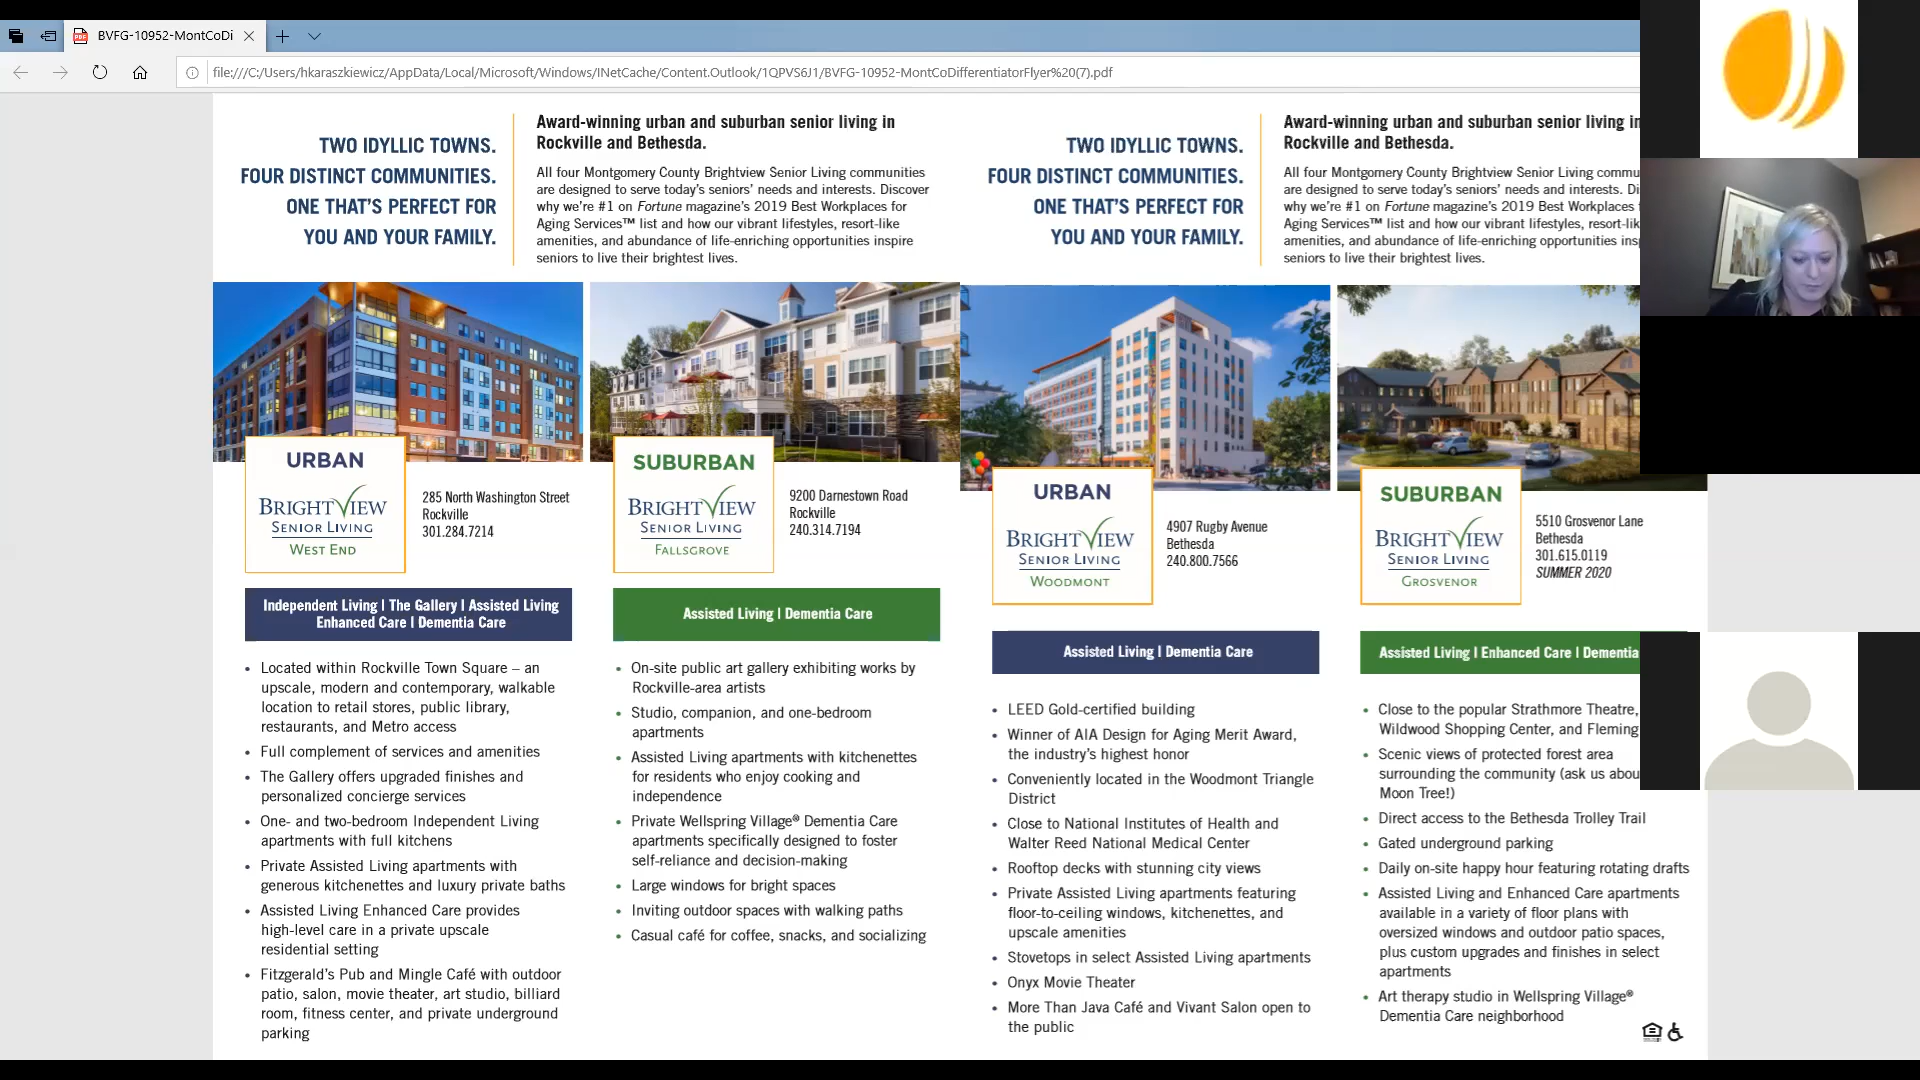 BVFG-10952-MontCoDi
file:///C:/Users/hkaraszkiewicz/AppData/Local/Microsoft/Windows/INetCache/Content.Outlook/1QPVS6J1/BVFG-10952-MontCoDifferentiatorFlyer%20(7).pdf
TWO IDYLLIC TOWNS.
FOUR DISTINCT COMMUNITIES.
ONE THAT'S PERFECT FOR
YOU AND YOUR FAMILY.
Award-winning urban and suburban senior living in
Rockville and Bethesda.
All four Montgomery County Brightview Senior Living communities
are designed to serve today's seniors' needs and interests. Discover
why we're #1 on Fortune magazine's 2019 Best Workplaces for
Aging Services™ list and how our vibrant lifestyles, resort-like
amenities, and abundance of life-enriching opportunities inspire
seniors to live their brightest lives.
TWO IDYLLIC TOWNS.
FOUR DISTINCT COMMUNITIES.
ONE THAT'S PERFECT FOR
YOU AND YOUR FAMILY.
Award-winning urban and suburban senior living in
Rockville and Bethesda.
All four Montgomery County Brightview Senior Living commu
are designed to serve today's seniors' needs and interests. Di
why we're #1 on Fortune magazine's 2019 Best Workplaces f
Aging Services™ list and how our vibrant lifestyles, resort-lik
amenities, and abundance of life-enriching opportunities insp
seniors to live their brightest lives.
URBAN
BRIGHTVIEW
SENIOR LIVING
WEST END
285 North Washington Street
Rockville
301.284.7214
Independent Living | The Gallery | Assisted Living
Enhanced Care | Dementia Care
• Located within Rockville Town Square – an
upscale, modern and contemporary, walkable
location to retail stores, public library,
restaurants, and Metro access
• Full complement of services and amenities
• The Gallery offers upgraded finishes and
personalized concierge services
• One- and two-bedroom Independent Living
apartments with full kitchens
• Private Assisted Living apartments with
generous kitchenettes and luxury private baths
• Assisted Living Enhanced Care provides
high-level care in a private upscale
residential setting
• Fitzgerald's Pub and Mingle Café with outdoor
patio, salon, movie theater, art studio, billiard
room, fitness center, and private underground
parking
SUBURBAN
BRIGHTVIEW
SENIOR LIVING
FALLSGROVE
9200 Darnestown Road
Rockville
240.314.7194
Assisted Living | Dementia Care
• On-site public art gallery exhibiting works by
Rockville-area artists
• Studio, companion, and one-bedroom
apartments
• Assisted Living apartments with kitchenettes
for residents who enjoy cooking and
independence
• Private Wellspring Village® Dementia Care
apartments specifically designed to foster
self-reliance and decision-making
• Large windows for bright spaces
• Inviting outdoor spaces with walking paths
• Casual café for coffee, snacks, and socializing
URBAN
BRIGHTVIEW
SENIOR LIVING
WOODMONT
4907 Rugby Avenue
Bethesda
240.800.7566
Assisted Living | Dementia Care
• LEED Gold-certified building
• Winner of AIA Design for Aging Merit Award,
the industry's highest honor
• Conveniently located in the Woodmont Triangle
District
• Close to National Institutes of Health and
Walter Reed National Medical Center
• Rooftop decks with stunning city views
• Private Assisted Living apartments featuring
floor-to-ceiling windows, kitchenettes, and
upscale amenities
• Stovetops in select Assisted Living apartments
• Onyx Movie Theater
• More Than Java Café and Vivant Salon open to
the public
SUBURBAN
BRIGHTVIEW
SENIOR LIVING
GROSVENOR
5510 Grosvenor Lane
Bethesda
301.615.0119
SUMMER 2020
Assisted Living | Enhanced Care | Dementia
• Close to the popular Strathmore Theatre,
Wildwood Shopping Center, and Fleming
• Scenic views of protected forest area
surrounding the community (ask us abou
Moon Tree!)
• Direct access to the Bethesda Trolley Trail
• Gated underground parking
• Daily on-site happy hour featuring rotating drafts
• Assisted Living and Enhanced Care apartments
available in a variety of floor plans with
oversized windows and outdoor patio spaces,
plus custom upgrades and finishes in select
apartments
• Art therapy studio in Wellspring Village®
Dementia Care neighborhood